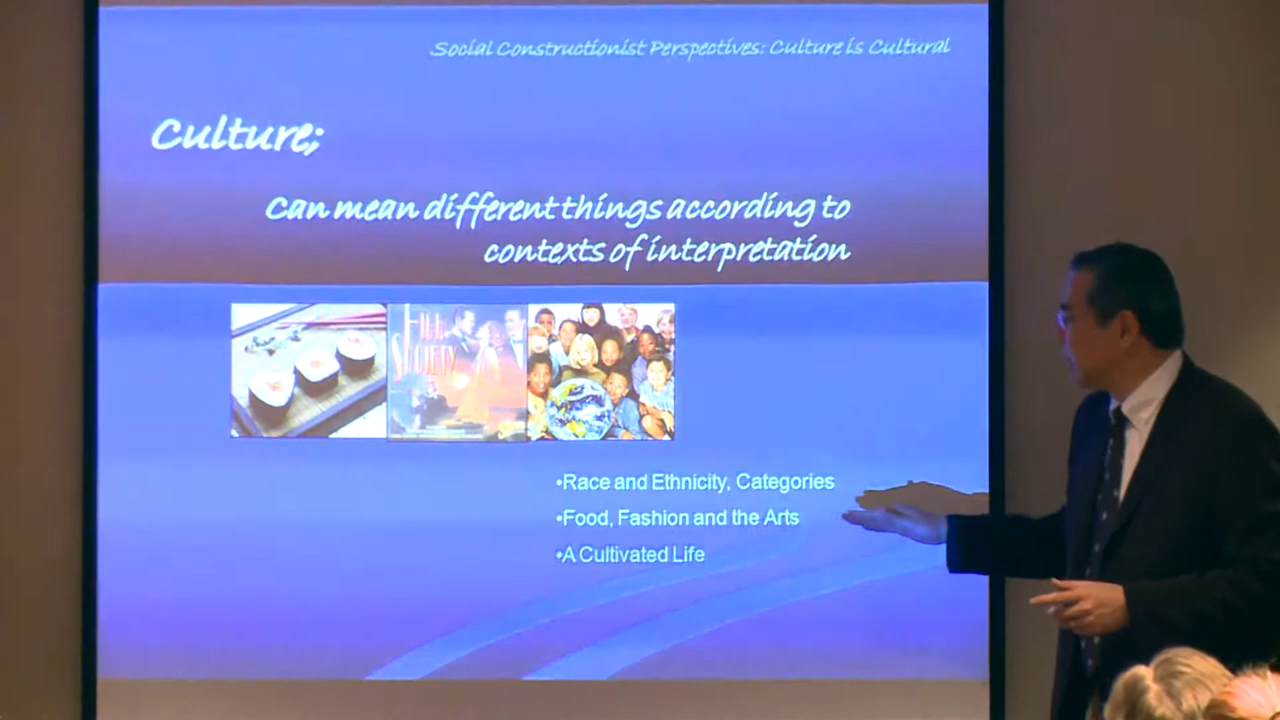 Social Constructionist Perspectives: Culture is Cultural
Culture;
Can mean different things according to
contexts of interpretation
SOCIETY
•Race and Ethnicity, Categories
•Food, Fashion and the Arts
•A Cultivated Life